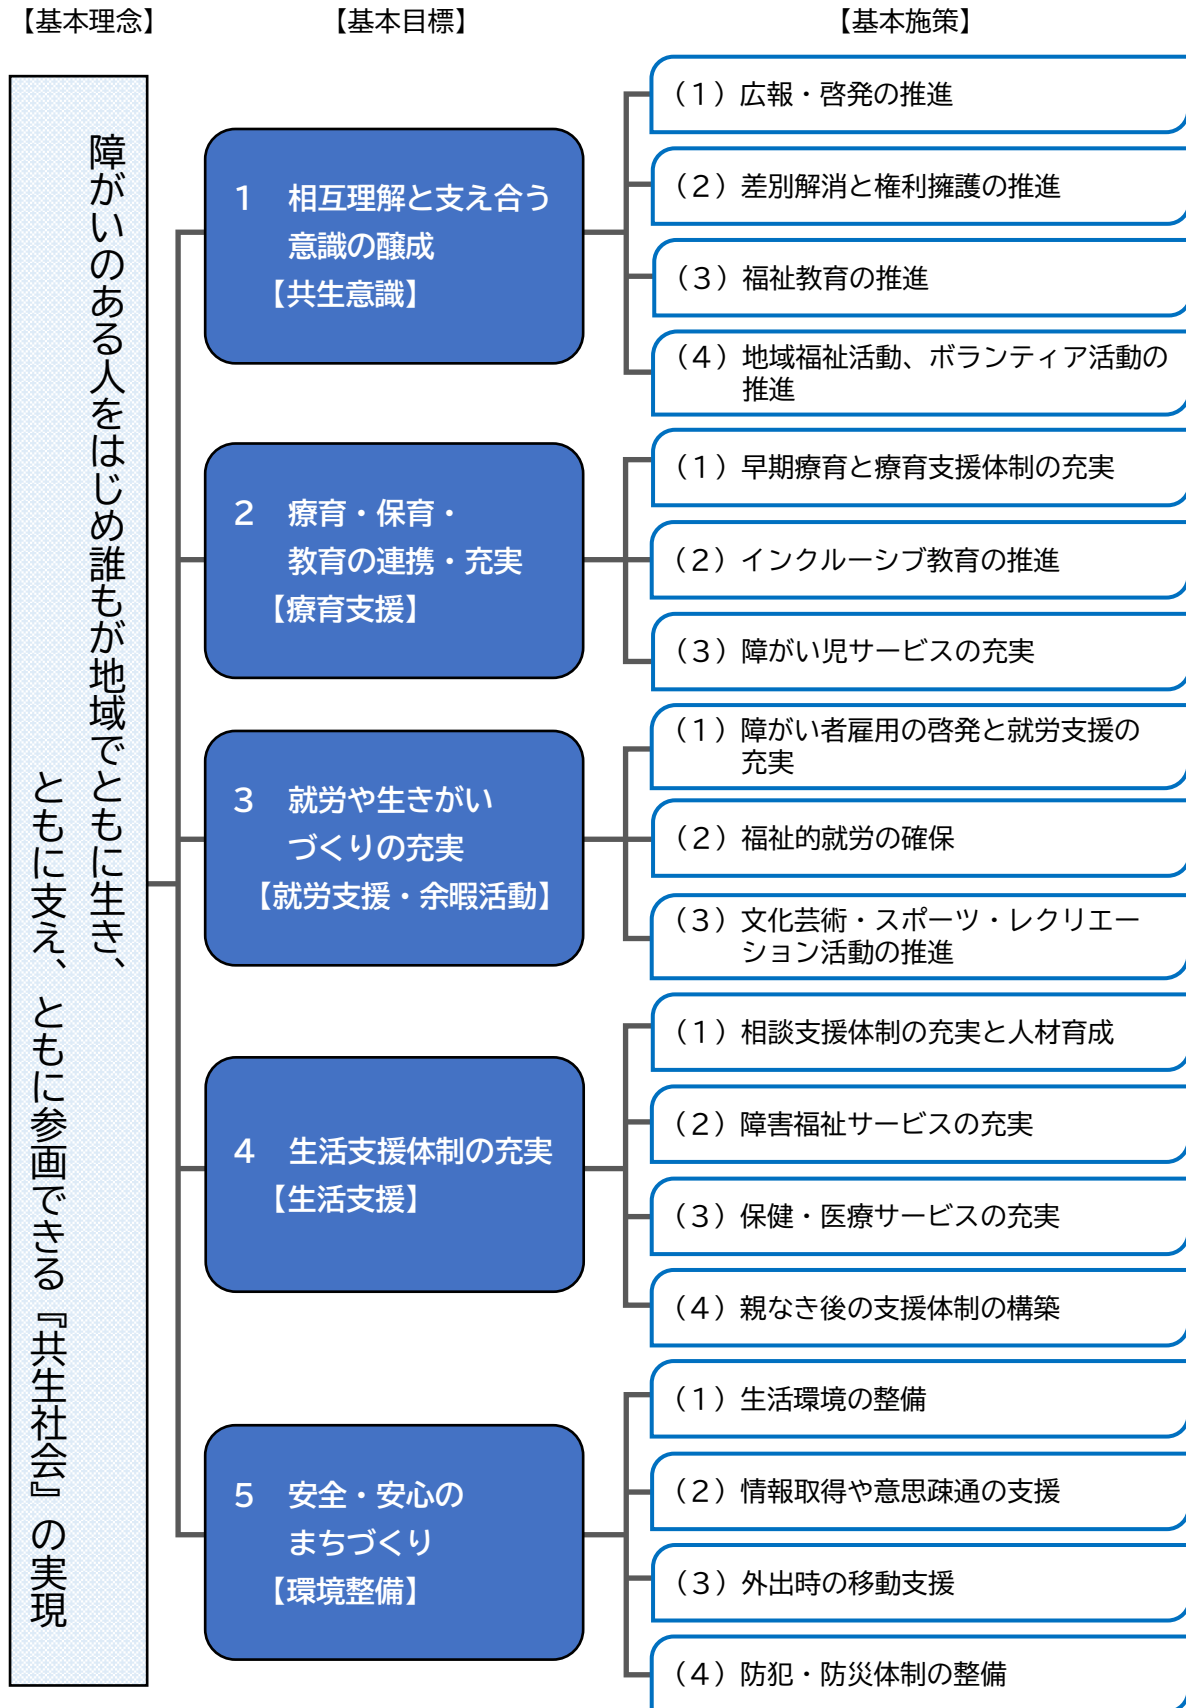 【基本理念】
【基本目標】
【基本施策】
障がいのある人をはじめ誰もが地域でともに生き、
ともに支え、ともに参画できる『共生社会』の実現
1 相互理解と支え合う
意識の醸成
【共生意識】
（1）広報・啓発の推進
（2）差別解消と権利擁護の推進
（3）福祉教育の推進
（4）地域福祉活動、ボランティア活動の
推進
2 療育・保育・
教育の連携・充実
【療育支援】
（1）早期療育と療育支援体制の充実
（2）インクルーシブ教育の推進
（3）障がい児サービスの充実
3 就労や生きがい
づくりの充実
【就労支援・余暇活動】
（1）障がい者雇用の啓発と就労支援の
充実
（2）福祉的就労の確保
（3）文化芸術・スポーツ・レクリエー
ション活動の推進
4 生活支援体制の充実
【生活支援】
（1）相談支援体制の充実と人材育成
（2）障害福祉サービスの充実
（3）保健・医療サービスの充実
（4）親なき後の支援体制の構築
5 安全・安心の
まちづくり
【環境整備】
（1）生活環境の整備
（2）情報取得や意思疎通の支援
（3）外出時の移動支援
（4）防犯・防災体制の整備